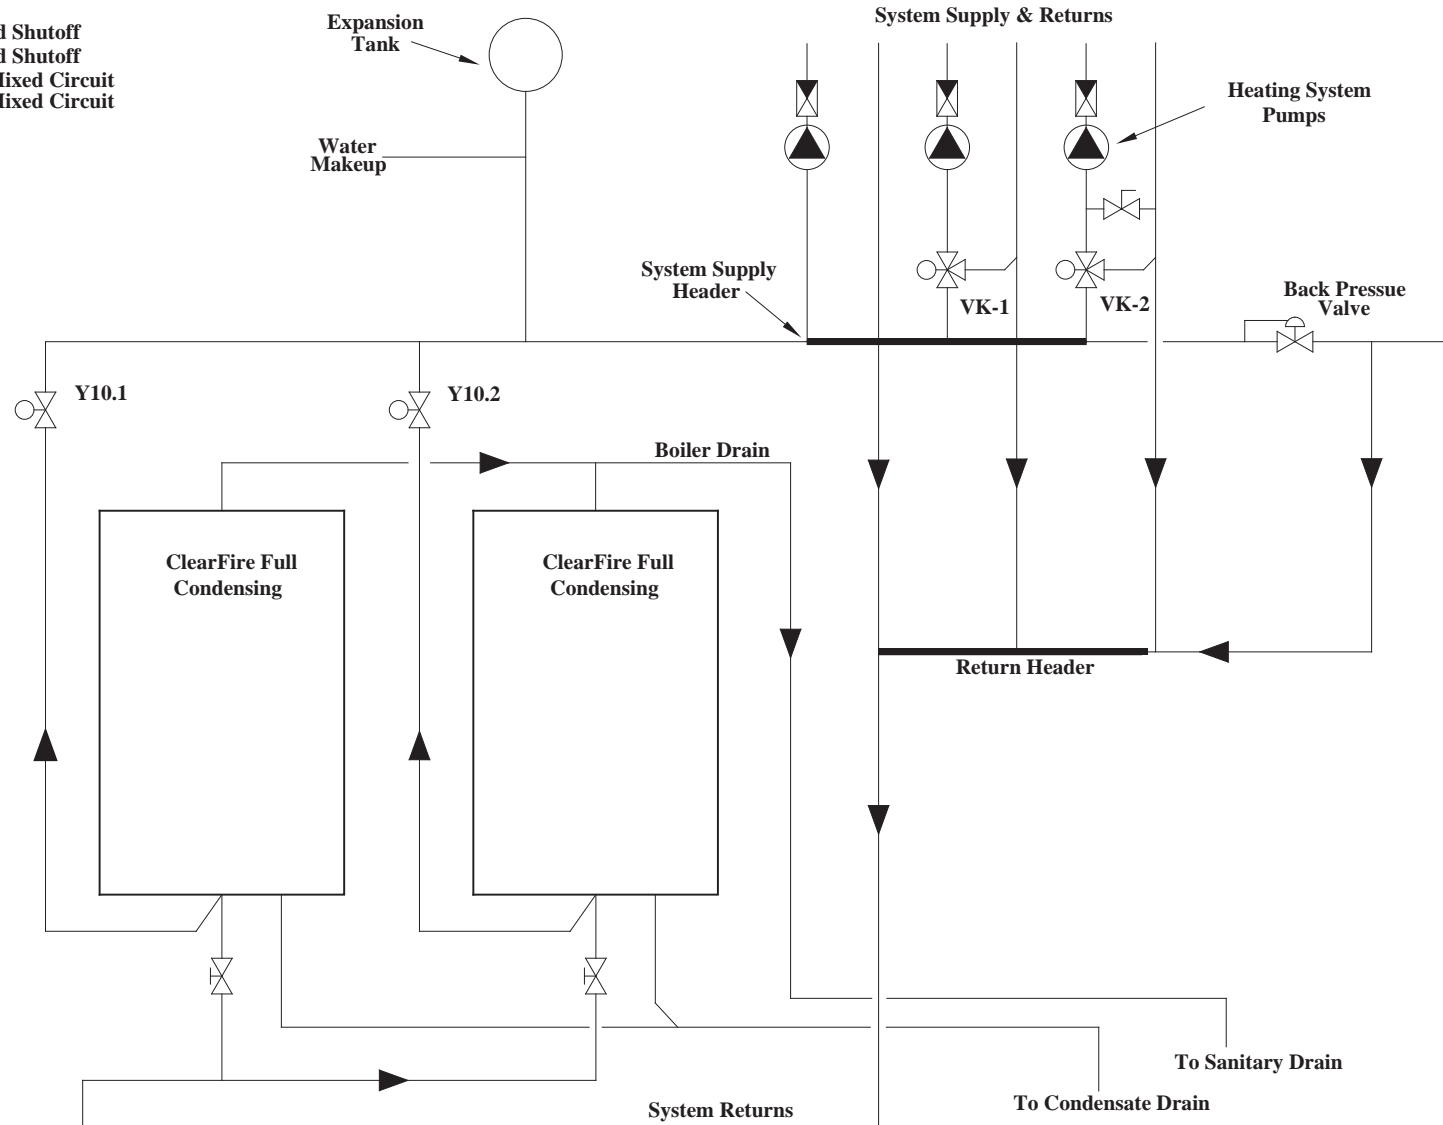 d Shutoff
d Shutoff
lixed Circuit
lixed Circuit
Expansion
Tank
System Supply & Returns
Heating System
Pumps
Water
Makeup
System Supply
Header
VK-1
VK-2
Back Pressue
Valve
Y10.1
Y10.2
Boiler Drain
ClearFire Full
Condensing
ClearFire Full
Condensing
Return Header
To Sanitary Drain
To Condensate Drain
System Returns